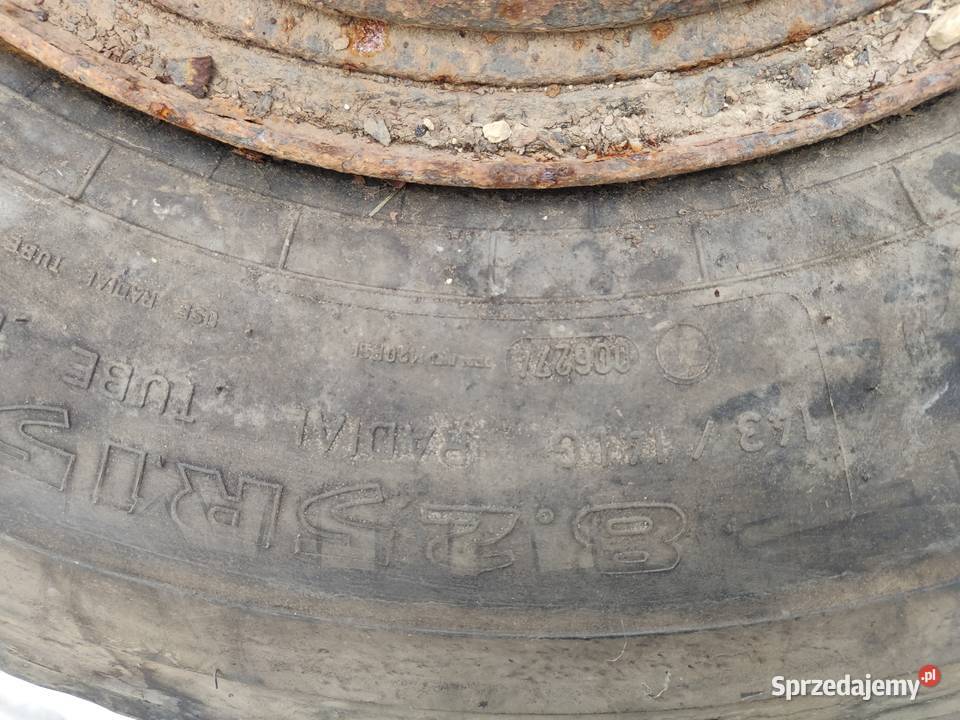 8.25R15
143 / 141G RADIAL TUBE
USE RADIAL TUBE
Sprzedajemy.pl